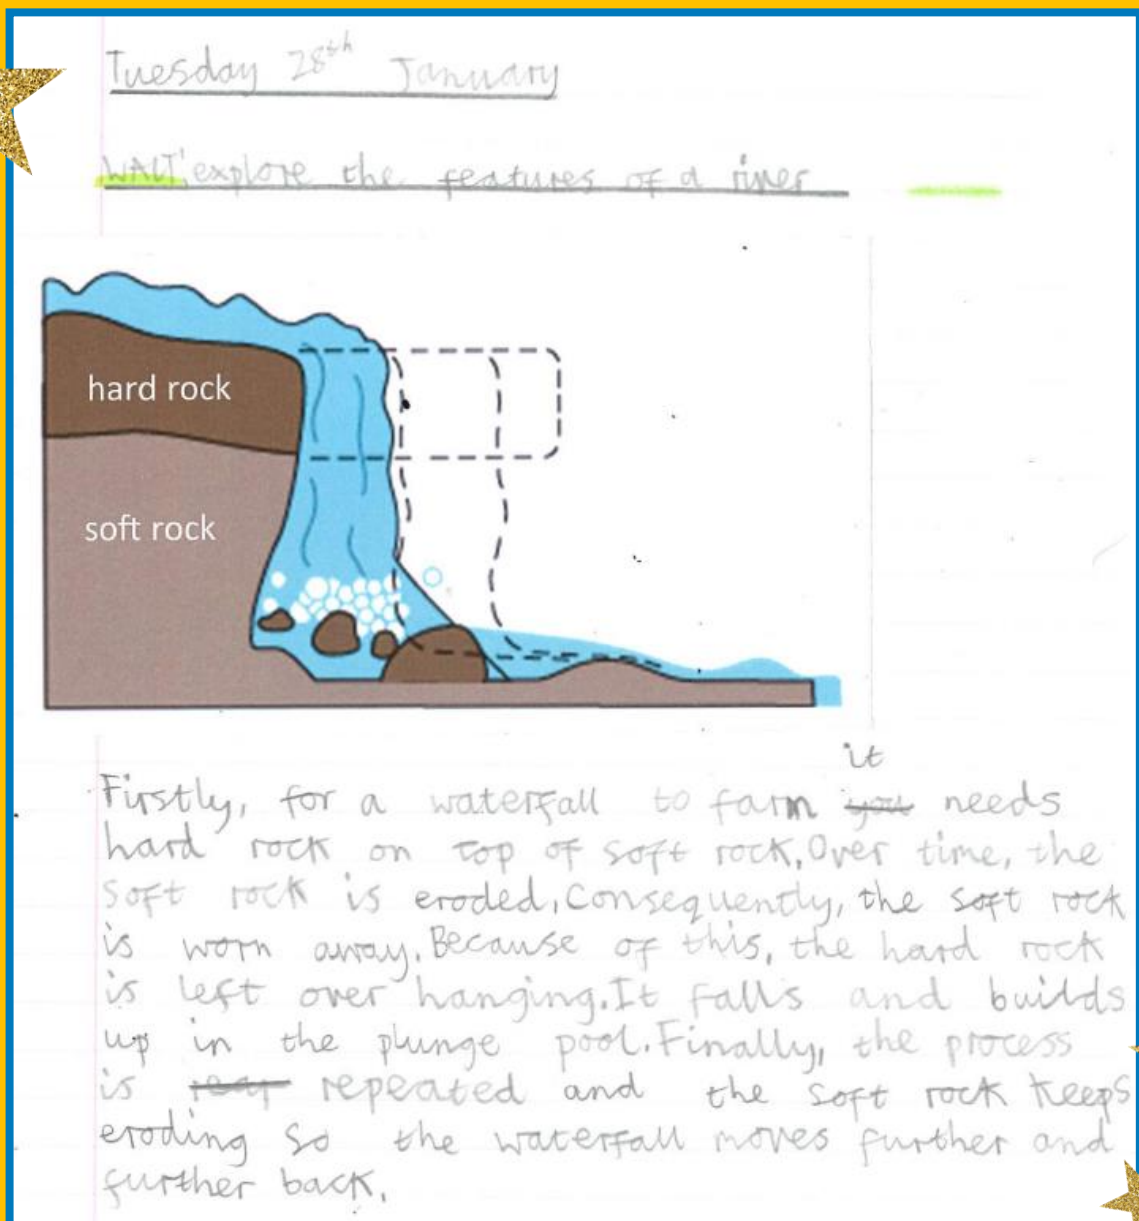 Tuesday 28th January
WALT: explore the features of a river
hard rock
soft rock
it
Firstly, for a waterfall to farm you needs
hard rock on top of soft rock. Over time, the
soft rock is eroded. Consequently, the soft rock
is worn away. Because of this, the hard rock
is left over hanging. It falls and builds
up in the plunge pool. Finally, the process
is reap repeated and the soft rock keeps
eroding so the waterfall moves further and
further back.